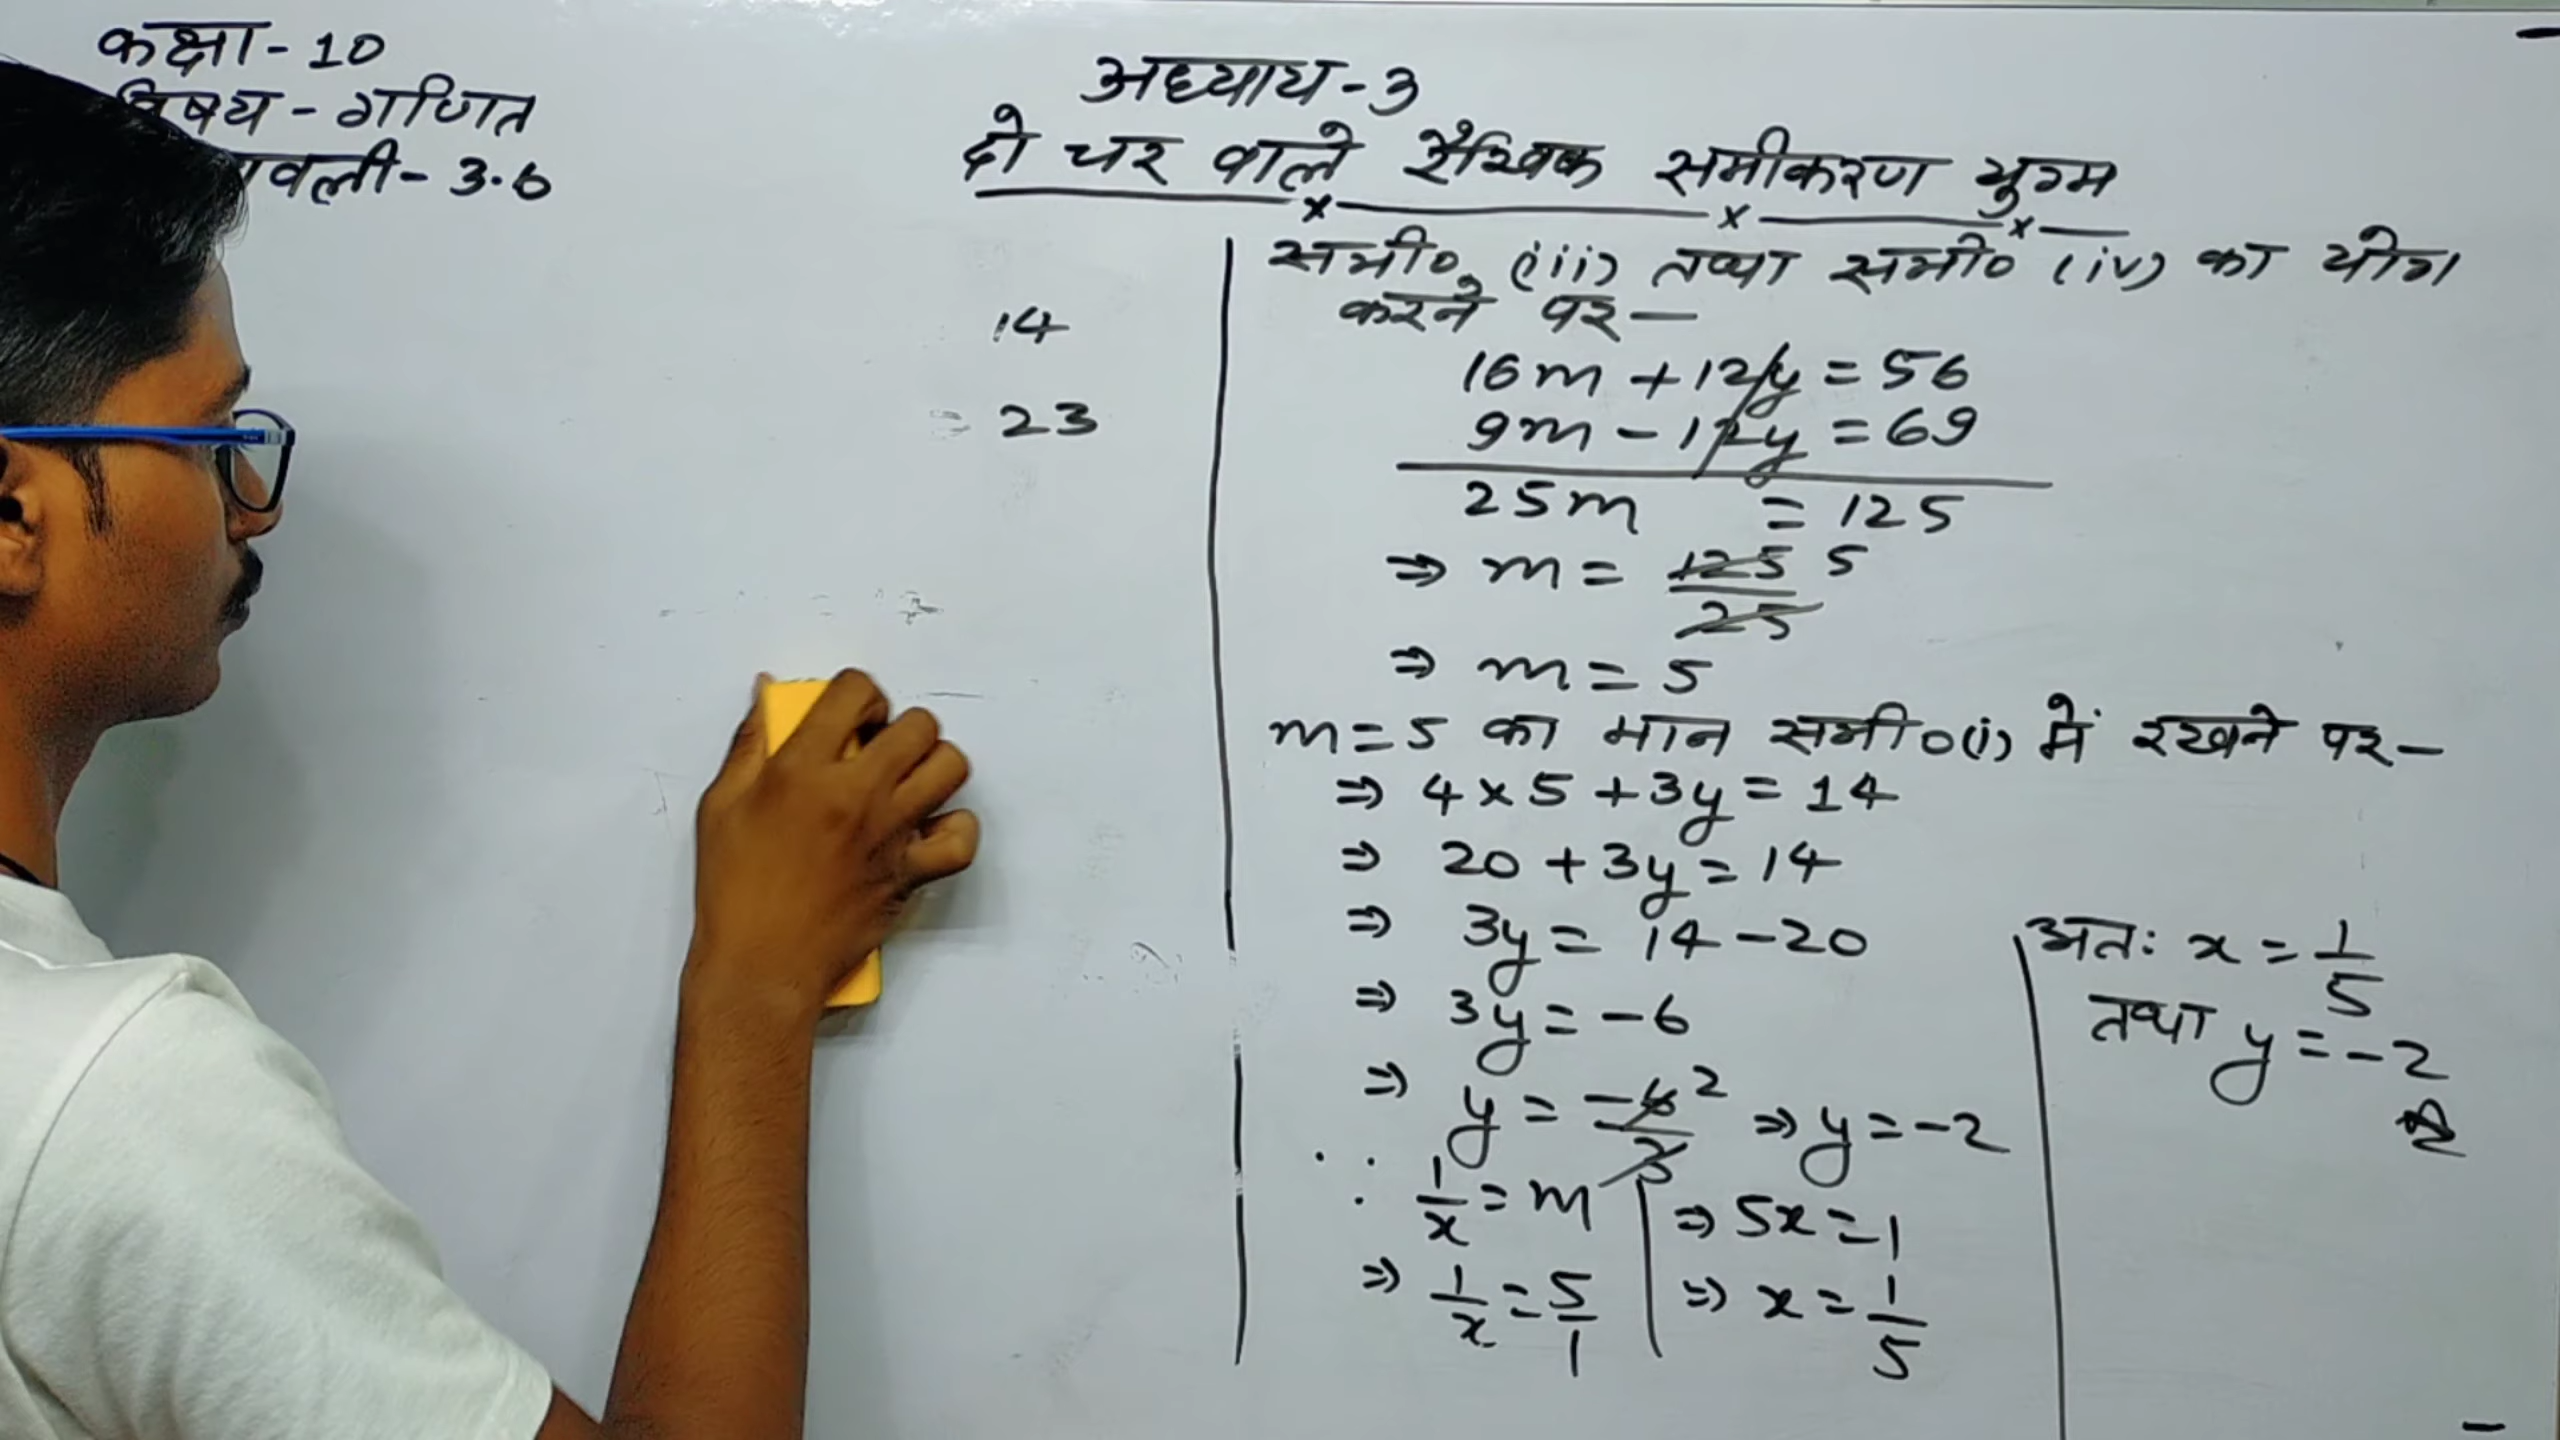 कक्षा - 10
विषय - गणित
वली - 3.6
अध्याय - 3
दो चर वाले रैखिक समीकरण युग्म
14
= 23
समी० (iii) तथा समी० (iv) का योग
करने पर —
16m + 12y = 56
9m - 12y = 69
25m = 125
⇒ m = 125/25 5
⇒ m = 5
m = 5 का मान समी०(i) में रखने पर -
⇒ 4 × 5 + 3y = 14
⇒ 20 + 3y = 14
⇒ 3y = 14 - 20
⇒ 3y = -6
⇒ y = -6/3 2 ⇒ y = -2
∵ 1/x = m
⇒ 1/x = 5/1
⇒ 5x = 1
⇒ x = 1/5
अतः x = 1/5
तथा y = -2